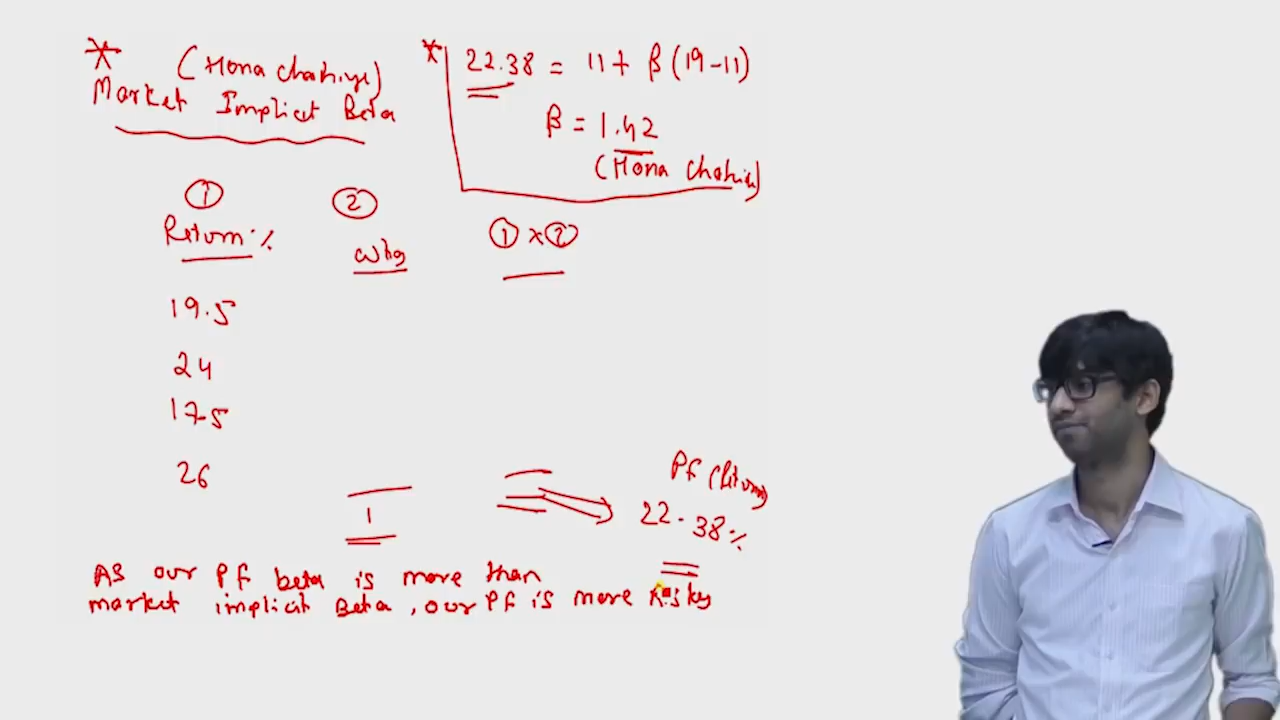 * (Hona Chahiye)
Market Implicit Beta
* 22.38 = 11 + β (19-11)
β = 1.42
(Hona Chahiye)
① ② ① x ②
Return % Wtg
19.5
24
17.5
26
1
Pf (Return)
22.38%
As our Pf beta is more than
market implicit Beta, our Pf is more risky